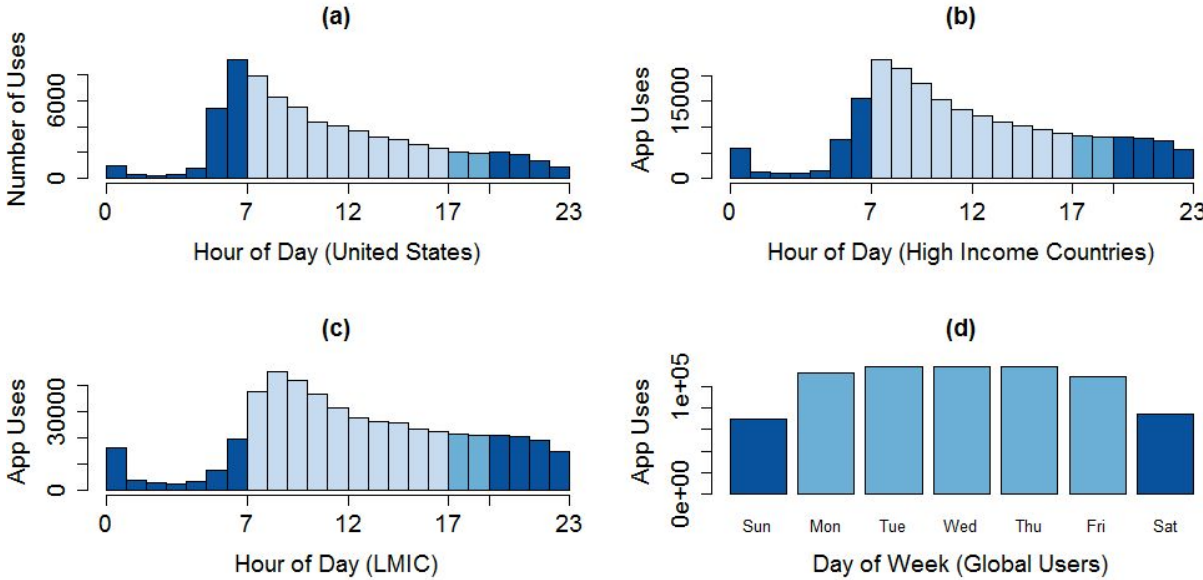 (a)
Number of Uses
6000
0
0 7 12 17 23
Hour of Day (United States)
(b)
App Uses
15000
0
0 7 12 17 23
Hour of Day (High Income Countries)
(c)
App Uses
30000
0
0 7 12 17 23
Hour of Day (LMIC)
(d)
App Uses
1e+05
0e+00
Sun Mon Tue Wed Thu Fri Sat
Day of Week (Global Users)